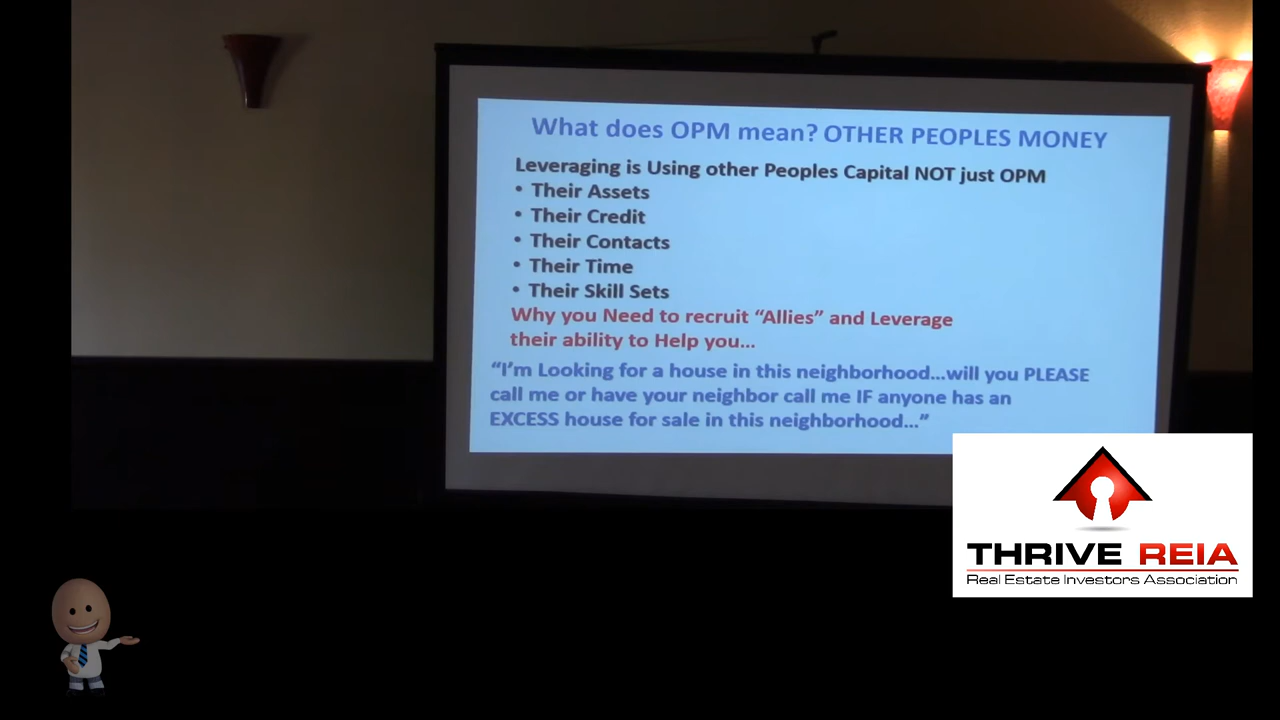 What does OPM mean? OTHER PEOPLES MONEY
Leveraging is Using other Peoples Capital NOT just OPM
• Their Assets
• Their Credit
• Their Contacts
• Their Time
• Their Skill Sets
Why you Need to recruit “Allies” and Leverage
their ability to Help you...
“I’m Looking for a house in this neighborhood...will you PLEASE
call me or have your neighbor call me IF anyone has an
EXCESS house for sale in this neighborhood...”
THRIVE REIA
Real Estate Investors Association